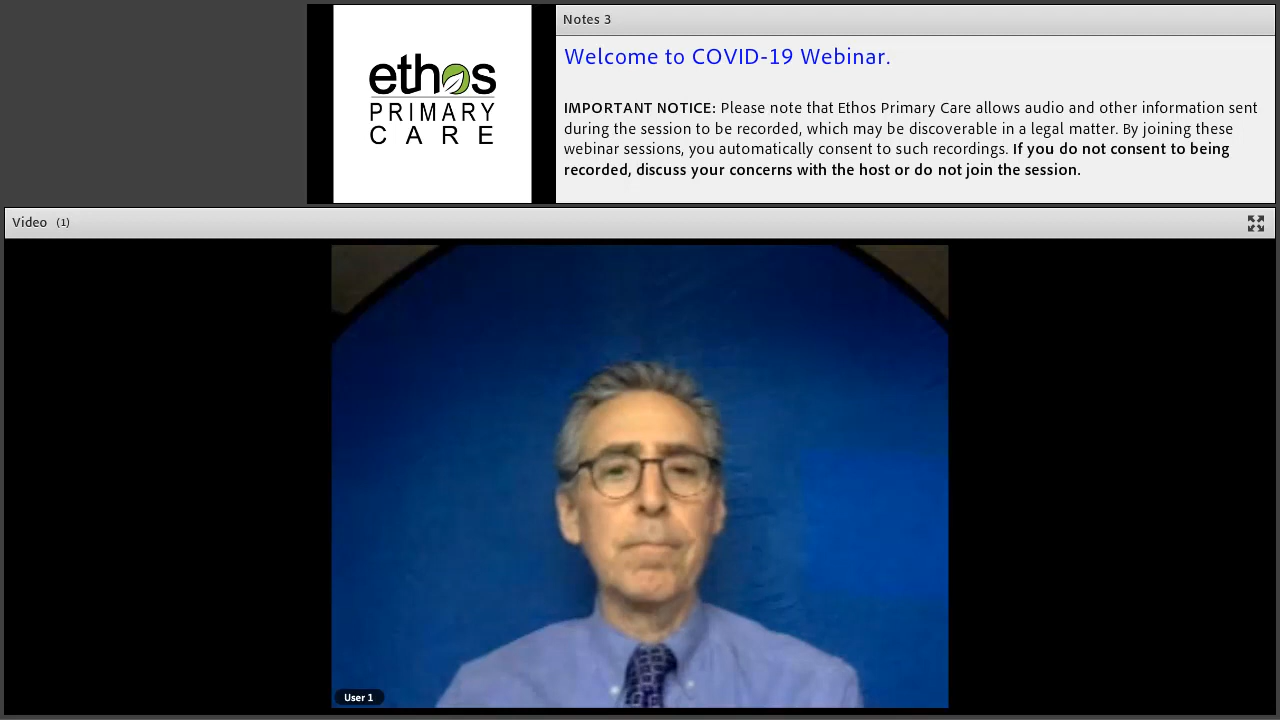 ethos
PRIMARY
CARE
Notes 3
Welcome to COVID-19 Webinar.
IMPORTANT NOTICE: Please note that Ethos Primary Care allows audio and other information sent
during the session to be recorded, which may be discoverable in a legal matter. By joining these
webinar sessions, you automatically consent to such recordings. If you do not consent to being
recorded, discuss your concerns with the host or do not join the session.
Video (1)
User 1